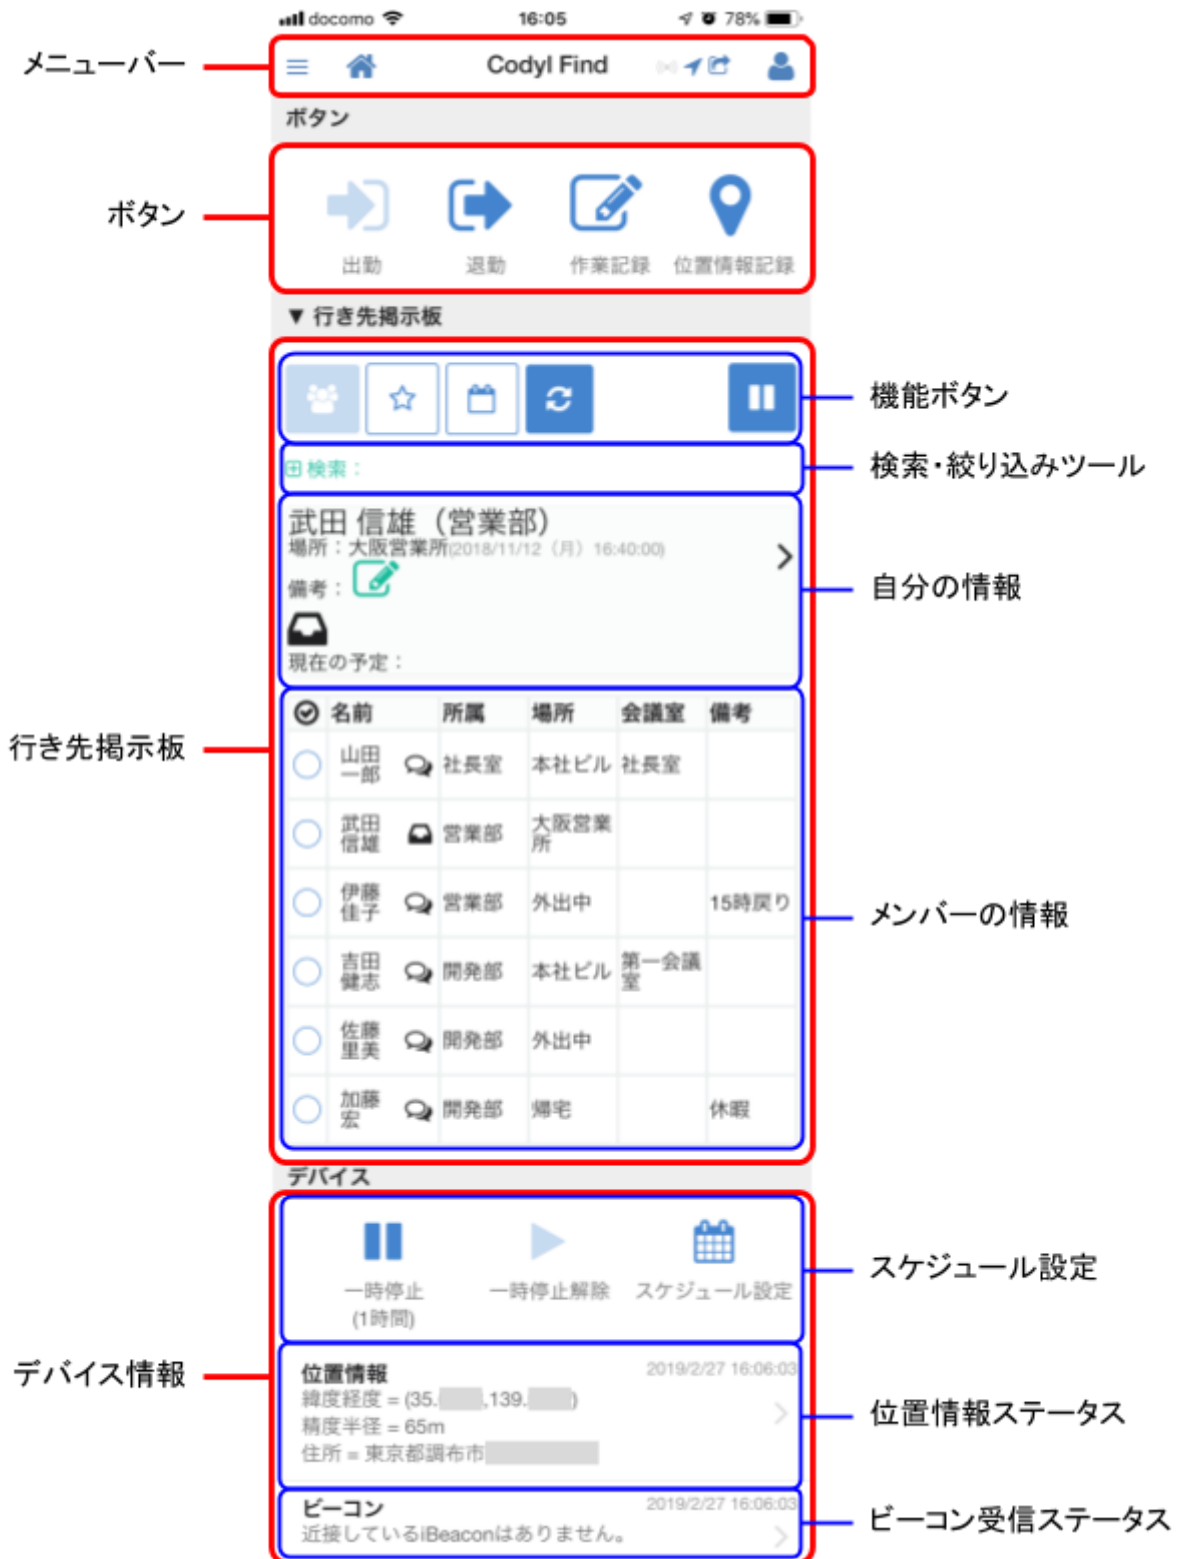 docomo 16:05 78%
メニューバー
Codyl Find
ボタン
ボタン
出勤 退勤 作業記録 位置情報記録
▼ 行き先掲示板
機能ボタン
検索：
検索・絞り込みツール
武田 信雄（営業部）
場所：大阪営業所(2018/11/12（月）16:40:00)
備考：
自分の情報
現在の予定：
行き先掲示板
名前 所属 場所 会議室 備考
山田一郎 社長室 本社ビル 社長室
武田信雄 営業部 大阪営業所
伊藤佳子 営業部 外出中 15時戻り
メンバーの情報
吉田健志 開発部 本社ビル 第一会議室
佐藤里美 開発部 外出中
加藤宏 開発部 帰宅 休暇
デバイス
一時停止(1時間) 一時停止解除 スケジュール設定
スケジュール設定
デバイス情報
位置情報 2019/2/27 16:06:03
緯度経度 = (35. ,139. )
精度半径 = 65m
住所 = 東京都調布市
位置情報ステータス
ビーコン 2019/2/27 16:06:03
近接しているiBeaconはありません。
ビーコン受信ステータス